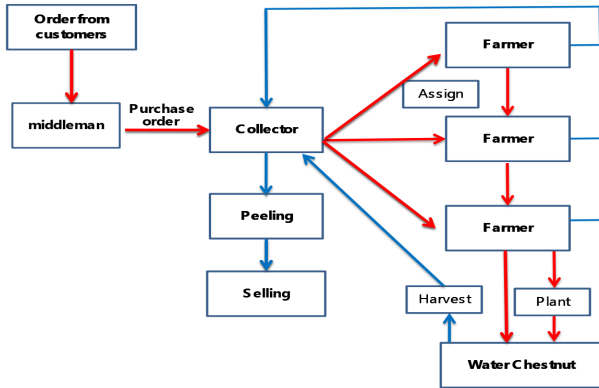 Order from
customers
Farmer
Assign
Purchase
order
middleman
Collector
Farmer
Peeling
Farmer
Selling
Harvest
Plant
Water Chestnut